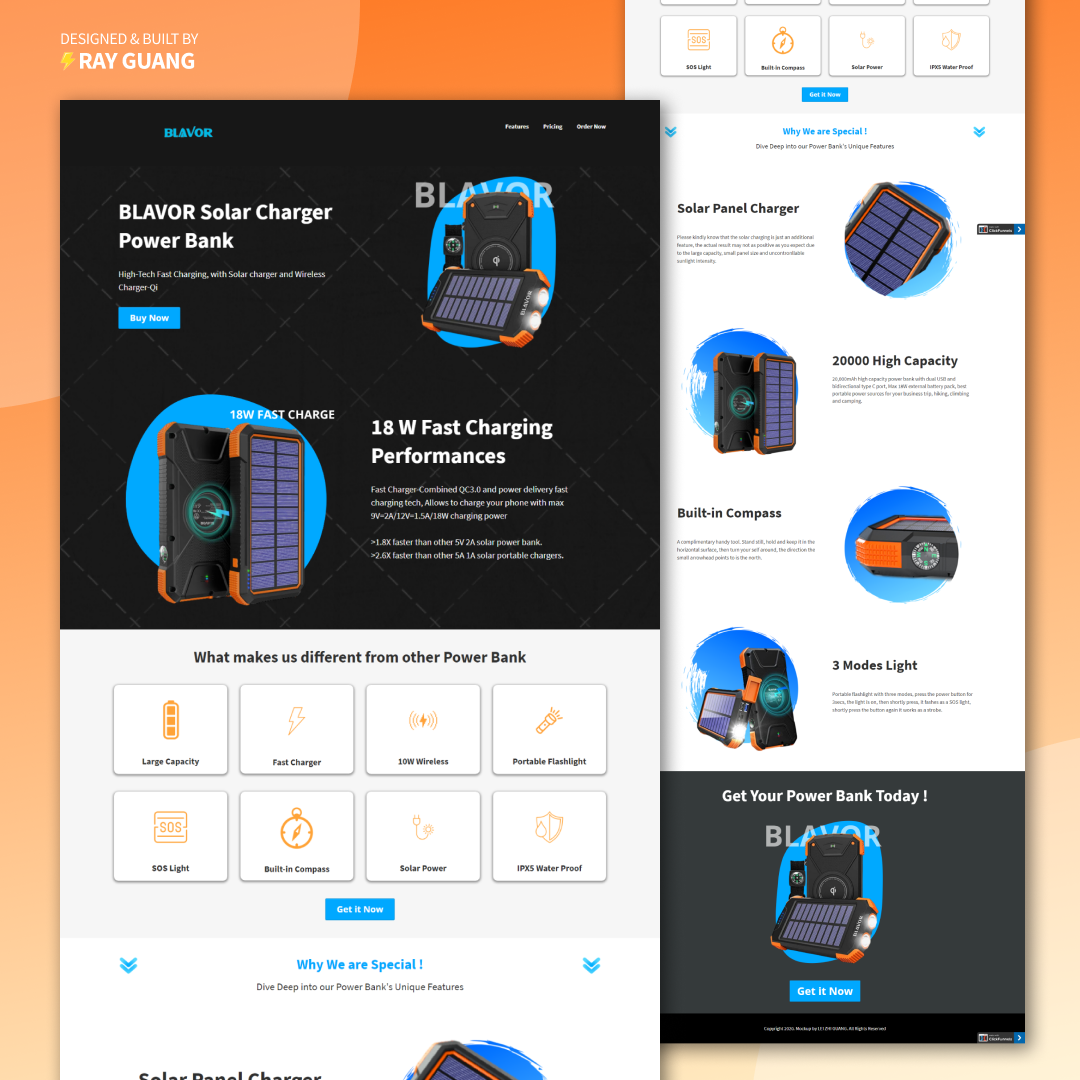 DESIGNED & BUILT BY
⚡ RAY GUANG
BLAVOR
Features Pricing Order Now
BLAVOR Solar Charger
Power Bank
High-Tech Fast Charging, with Solar charger and Wireless
Charger-Qi
Buy Now
BLAVOR
BLAVOR
18W FAST CHARGE
18 W Fast Charging
Performances
Fast Charger-Combined QC3.0 and power delivery fast
charging tech, Allows to charge your phone with max
9V=2A/12V=1.5A/18W charging power
>1.8X faster than other 5V 2A solar power bank.
>2.6X faster than other 5A 1A solar portable chargers.
What makes us different from other Power Bank
Large Capacity
Fast Charger
10W Wireless
Portable Flashlight
SOS
SOS Light
Built-in Compass
Solar Power
IPX5 Water Proof
Get it Now
Why We are Special !
Dive Deep into our Power Bank's Unique Features
Solar Panel Charger
SOS
SOS Light
Built-in Compass
Solar Power
IPX5 Water Proof
Get it Now
Why We are Special !
Dive Deep into our Power Bank's Unique Features
Solar Panel Charger
Please kindly know that the solar charging is just an additional
feature, the actual result may not as positive as you expect due
to the large capacity, small panel size and uncontrollable
sunlight intensity.
ClickFunnels
20000 High Capacity
20,000mAh high capacity power bank with dual USB and
bidirectional type C port, Max 18W external battery pack, best
portable power sources for your business trip, hiking, climbing
and camping.
Built-in Compass
A complimentary handy tool. Stand still, hold and keep it in the
horizontal surface, then turn your self around, the direction the
small arrowhead points to is the north.
3 Modes Light
Portable flashlight with three modes, press the power button for
3secs, the light is on, then shortly press, it flashes as a SOS light,
shortly press the button again it works as a strobe.
Get Your Power Bank Today !
BLAVOR
BLAVOR
Get it Now
Copyright 2020. Mockup by LEI ZHI GUANG. All Rights Reserved
ClickFunnels